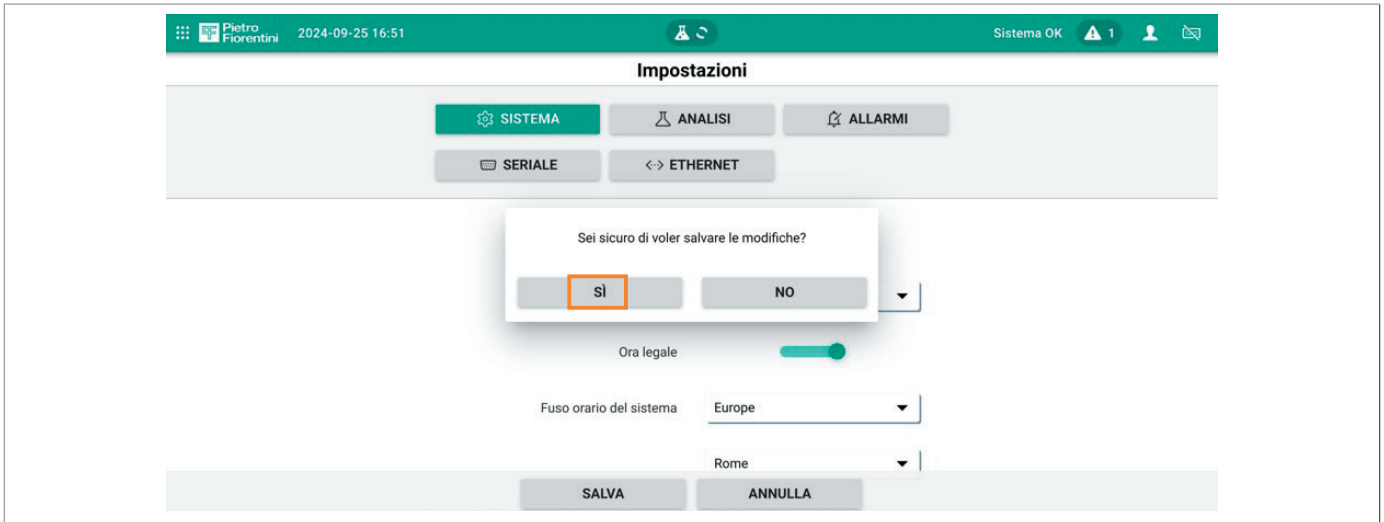 Pietro Fiorentini 2024-09-25 16:51 Sistema OK 1
Impostazioni
SISTEMA ANALISI ALLARMI
SERIALE ETHERNET
Sei sicuro di voler salvare le modifiche?
SÌ NO
Ora legale
Fuso orario del sistema Europe
Rome
SALVA ANNULLA